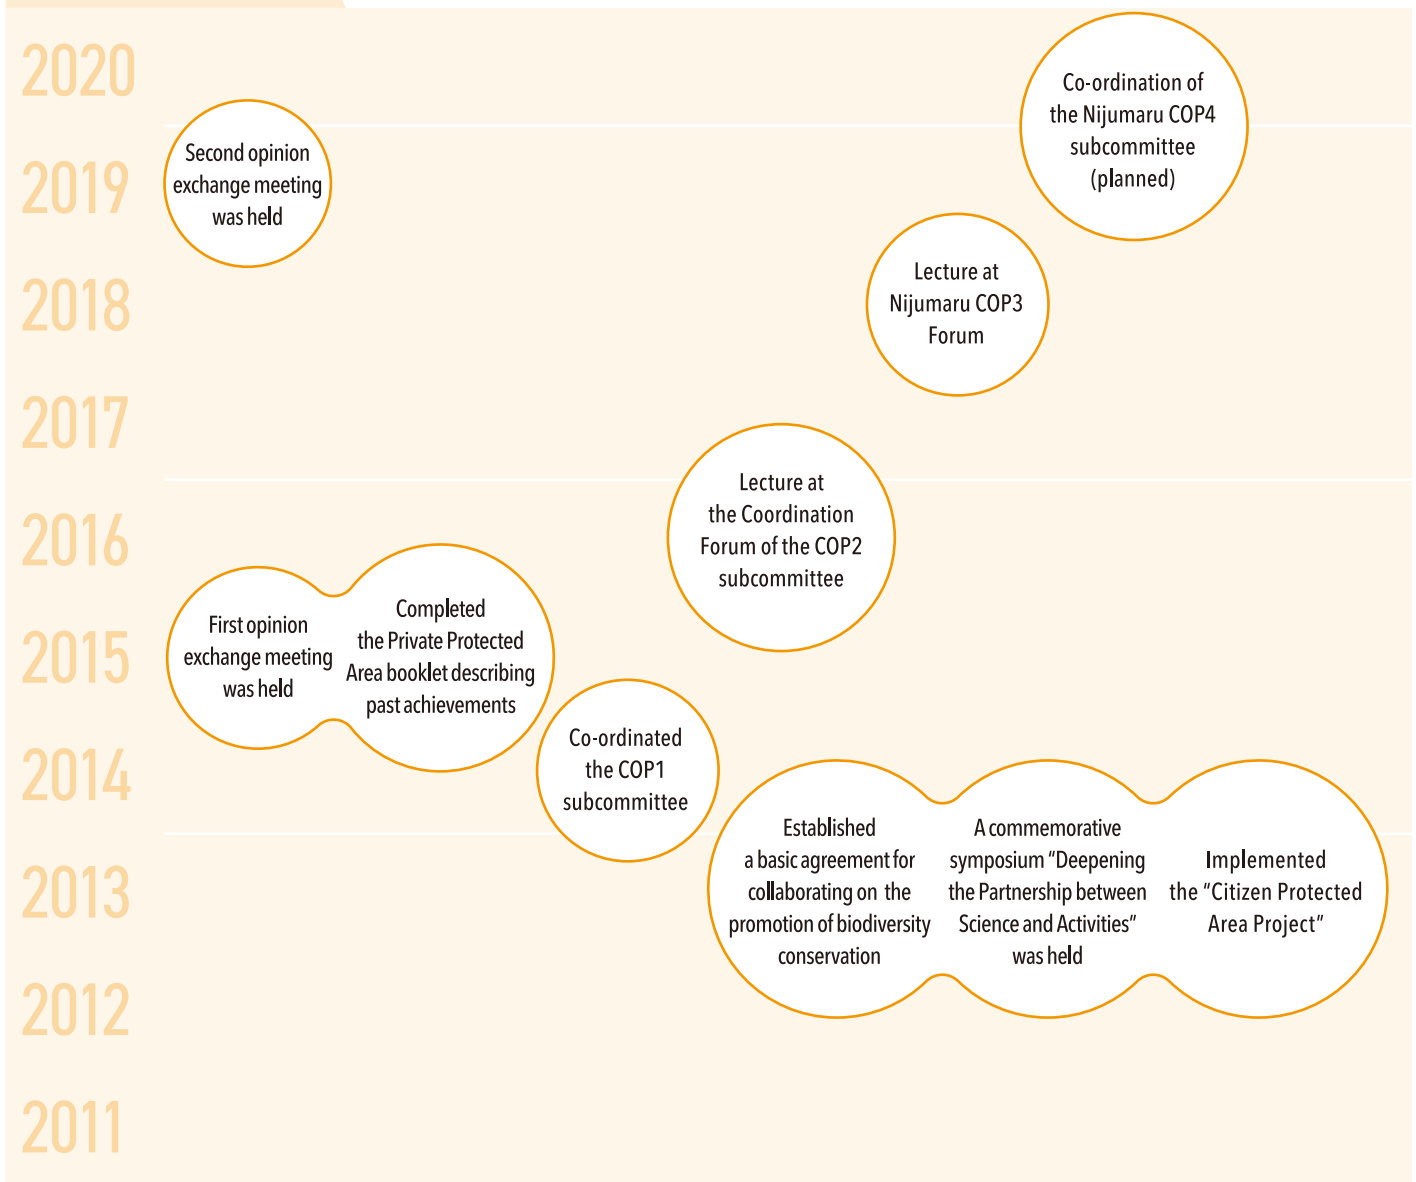 2020
Co-ordination of
the Nijumaru COP4
subcommittee
(planned)
2019
Second opinion
exchange meeting
was held
2018
Lecture at
Nijumaru COP3
Forum
2017
2016
Lecture at
the Coordination
Forum of the COP2
subcommittee
2015
First opinion
exchange meeting
was held
Completed
the Private Protected
Area booklet describing
past achievements
2014
Co-ordinated
the COP1
subcommittee
2013
Established
a basic agreement for
collaborating on the
promotion of biodiversity
conservation
A commemorative
symposium “Deepening
the Partnership between
Science and Activities”
was held
Implemented
the “Citizen Protected
Area Project”
2012
2011